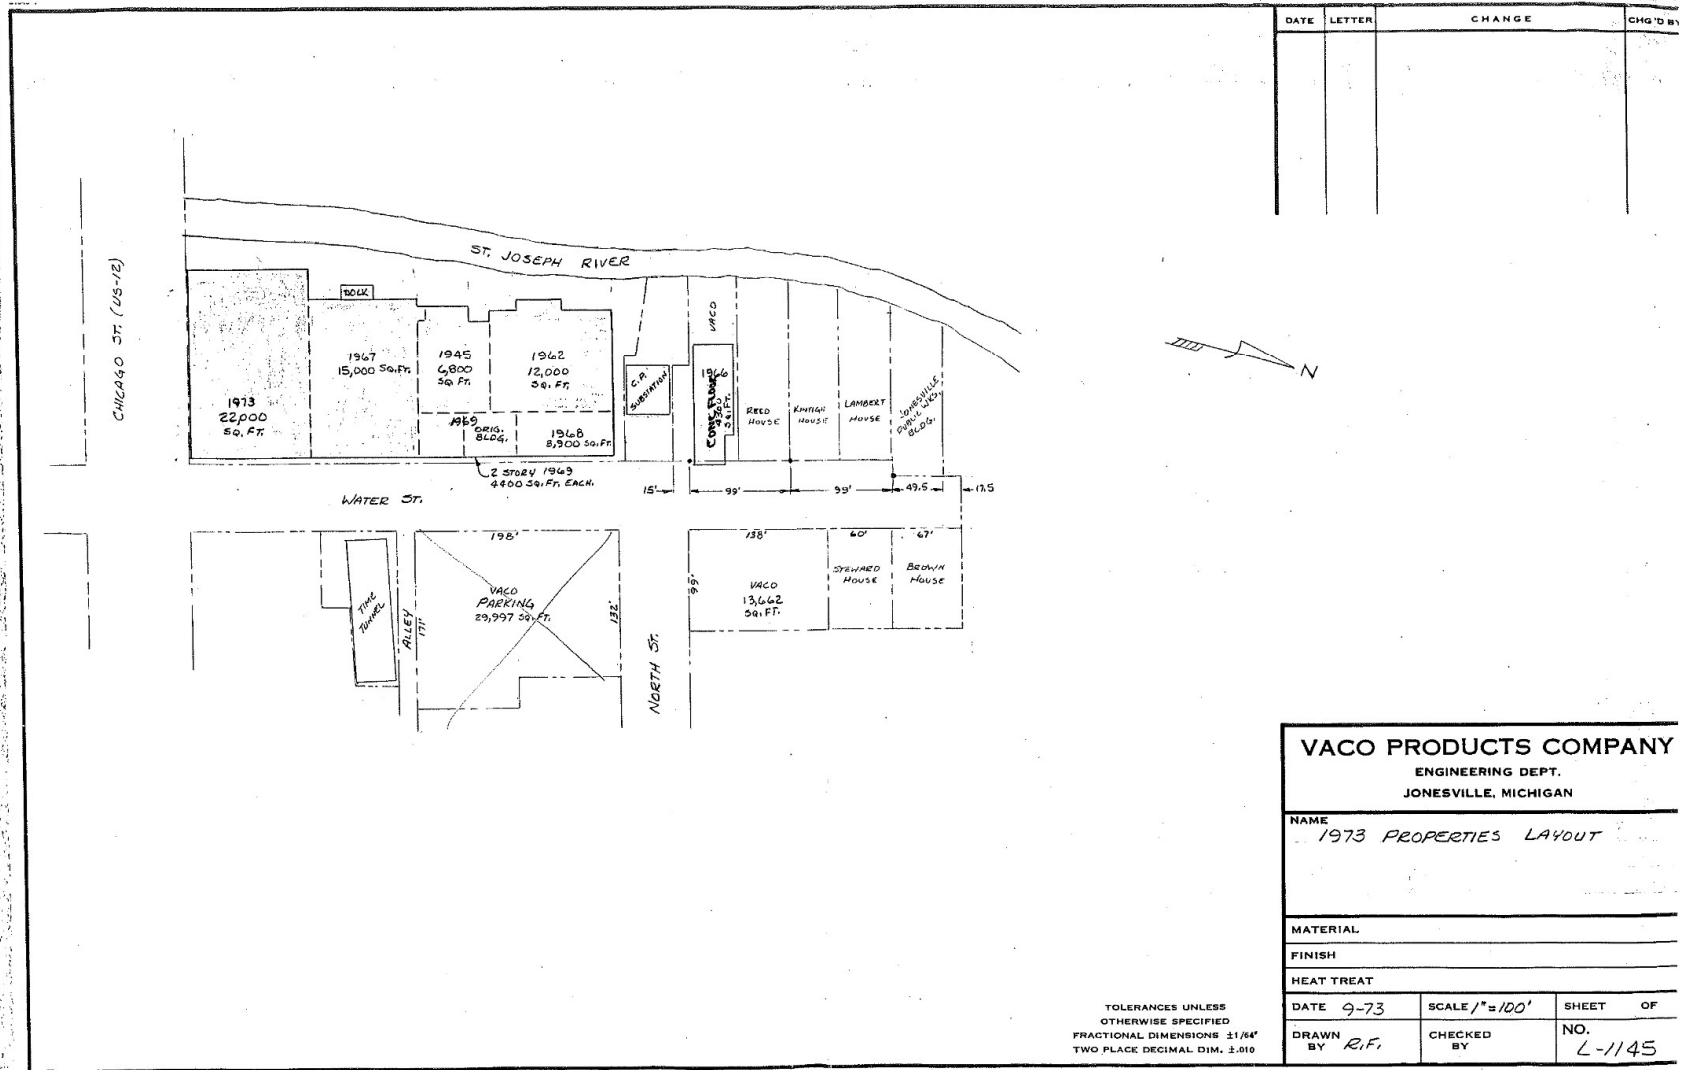 DATE LETTER CHANGE CHG'D BY
ST. JOSEPH RIVER
CHICAGO ST. (US-12)
DOCK
VACO
1967
15,000 SQ. FT.
1945
6,800
SQ. FT.
1962
12,000
SQ. FT.
C.P.
SUBSTATION
1973
22,000
SQ. FT.
1969
ORIG.
BLDG.
1968
8,900 SQ. FT.
2 STORY 1969
4400 SQ. FT. EACH.
1966
SQ. FT.
REED
HOUSE
KINTIGH
HOUSE
LAMBERT
HOUSE
JONESVILLE
PUBLIC WKS.
BLDG.
N
WATER ST.
15' 99' 99' 49.5 17.5
198'
138' 60' 67'
TIME
TUNNEL
ALLEY
171'
VACO
PARKING
29,997 SQ. FT.
132'
NORTH ST.
99'
VACO
13,662
SQ. FT.
STEWARD
HOUSE
BROWN
HOUSE
VACO PRODUCTS COMPANY
ENGINEERING DEPT.
JONESVILLE, MICHIGAN
NAME
1973 PROPERTIES LAYOUT
MATERIAL
FINISH
HEAT TREAT
DATE 9-73 SCALE 1"=100' SHEET OF
DRAWN BY R.F. CHECKED BY NO. L-1145
TOLERANCES UNLESS
OTHERWISE SPECIFIED
FRACTIONAL DIMENSIONS ±1/64"
TWO PLACE DECIMAL DIM. ±.010